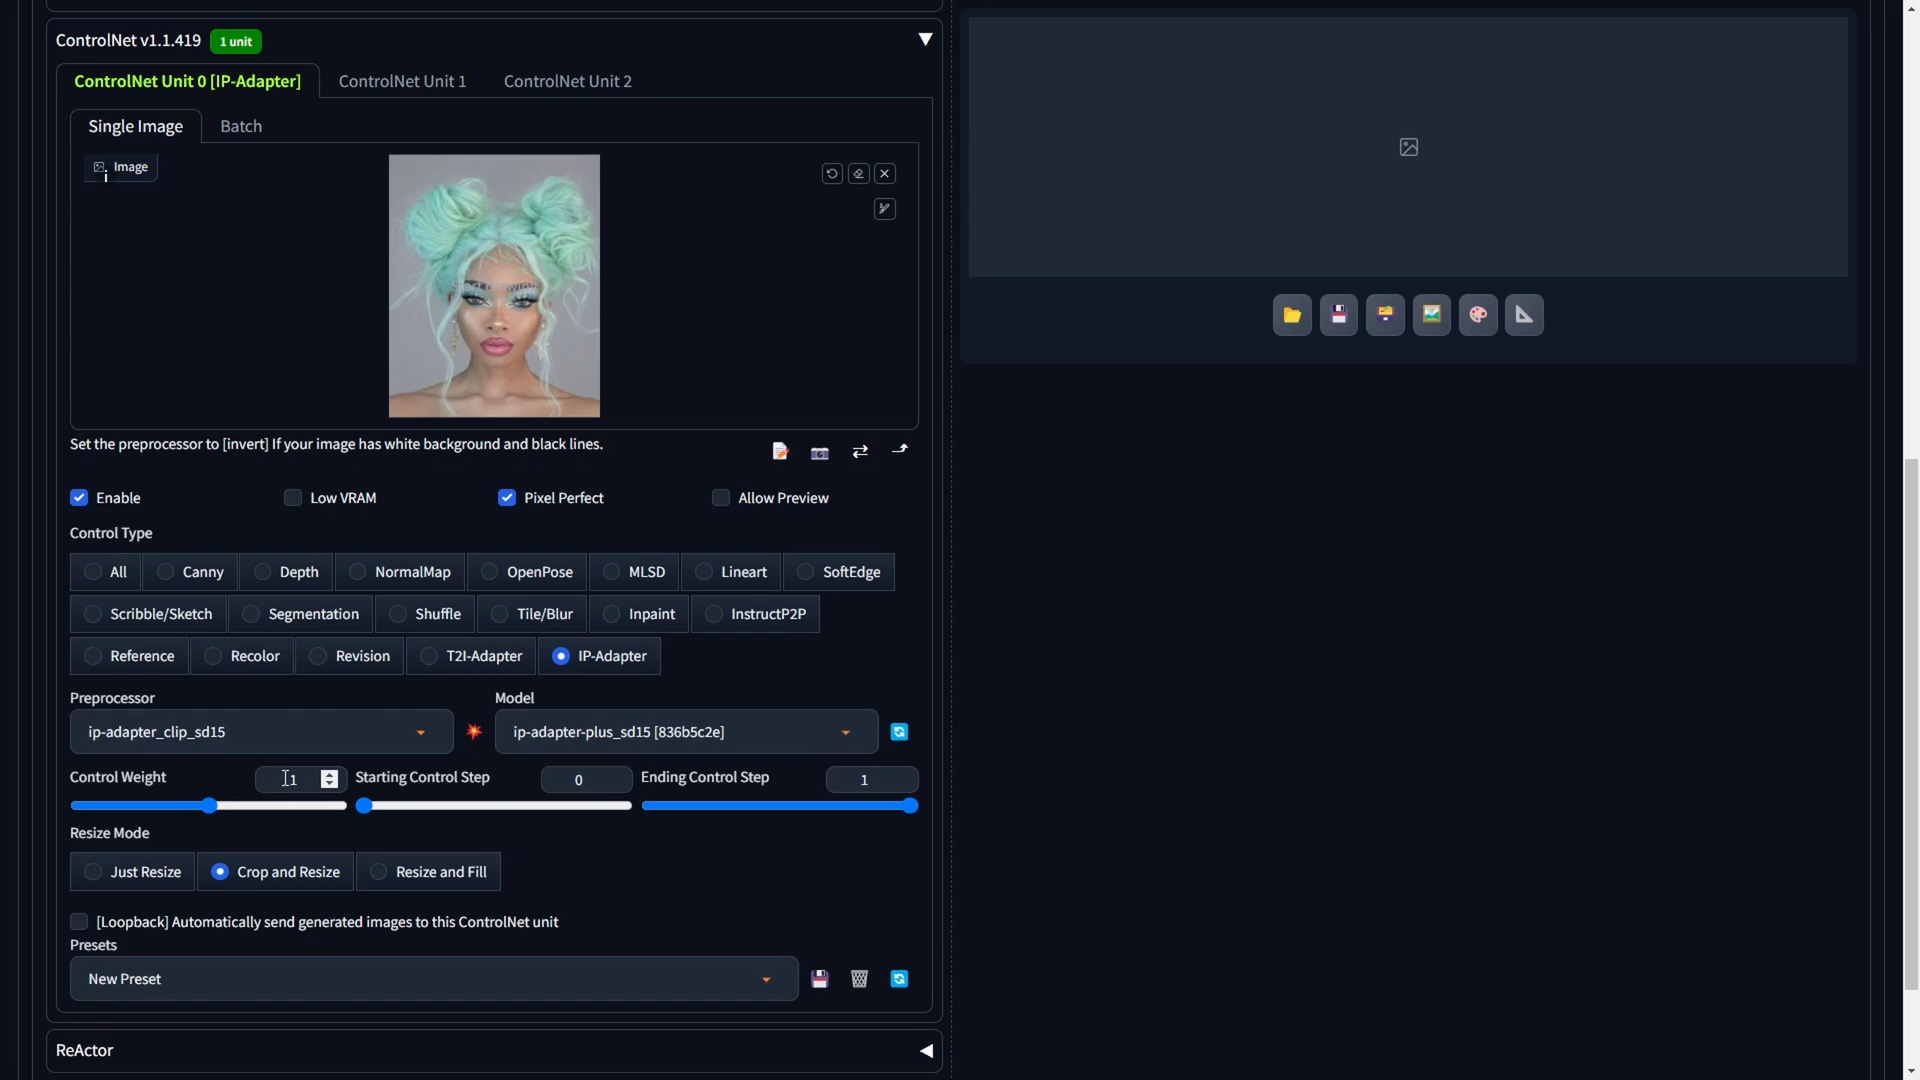 ControlNet v1.1.419 1 unit
ControlNet Unit 0 [IP-Adapter] ControlNet Unit 1 ControlNet Unit 2
Single Image Batch
Image
Set the preprocessor to [invert] If your image has white background and black lines.
Enable Low VRAM Pixel Perfect Allow Preview
Control Type
All Canny Depth NormalMap OpenPose MLSD Lineart SoftEdge
Scribble/Sketch Segmentation Shuffle Tile/Blur Inpaint InstructP2P
Reference Recolor Revision T2I-Adapter IP-Adapter
Preprocessor Model
ip-adapter_clip_sd15 ip-adapter-plus_sd15 [836b5c2e]
Control Weight 1 Starting Control Step 0 Ending Control Step 1
Resize Mode
Just Resize Crop and Resize Resize and Fill
[Loopback] Automatically send generated images to this ControlNet unit
Presets
New Preset
ReActor